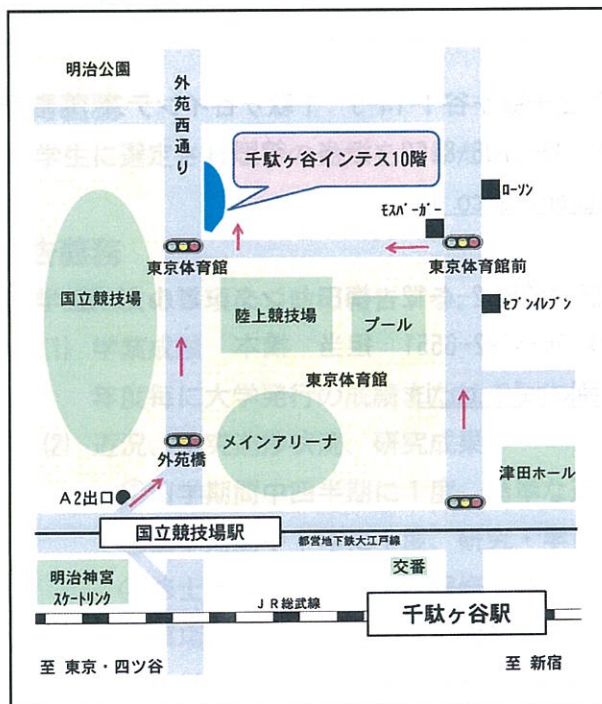 明治公園
外苑西通り
千駄ヶ谷インテス10階
ローソン
モスバーガー
東京体育館
東京体育館前
国立競技場
陸上競技場
プール
セブンイレブン
東京体育館
メインアリーナ
外苑橋
津田ホール
A2出口
国立競技場駅
都営地下鉄大江戸線
明治神宮
スケートリンク
交番
JR総武線
千駄ヶ谷駅
至 東京・四ツ谷
至 新宿